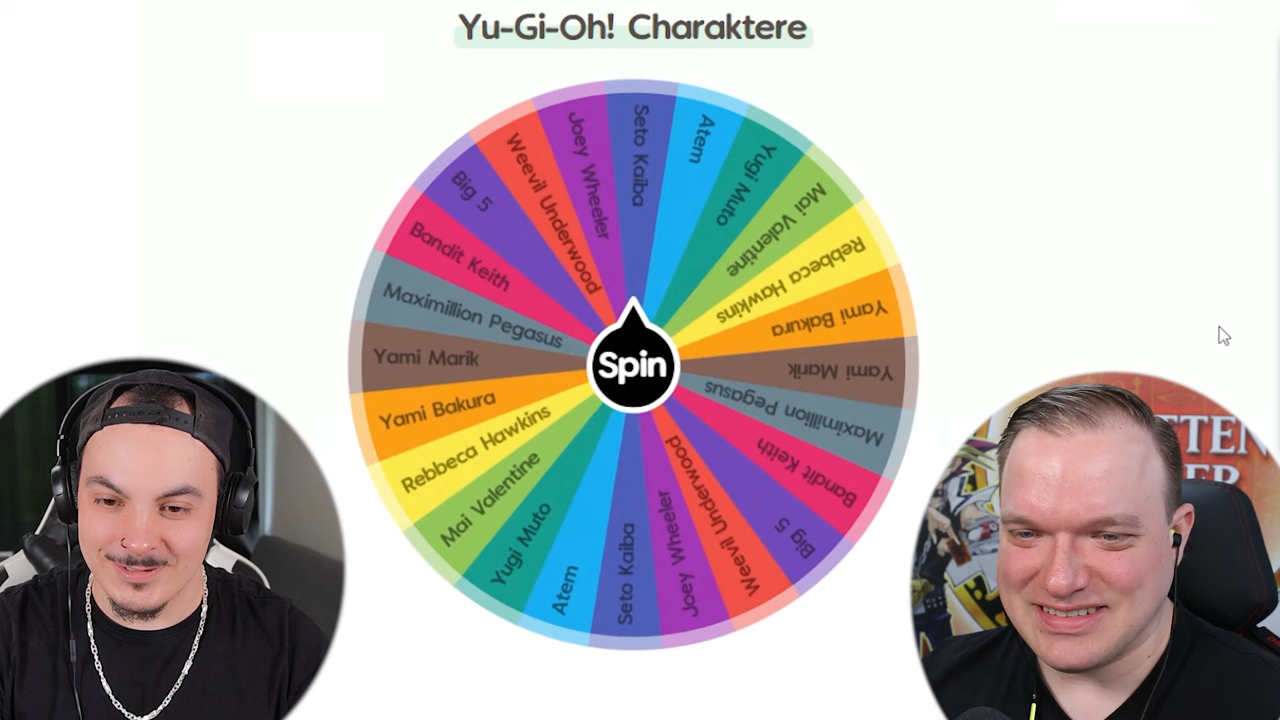 Yu-Gi-Oh! Charaktere
Seto Kaiba
Atem
Yugi Muto
Mai Valentine
Rebbeca Hawkins
Yami Bakura
Yami Marik
Maximillion Pegasus
Bandit Keith
Big 5
Weevil Underwood
Joey Wheeler
Seto Kaiba
Atem
Yugi Muto
Mai Valentine
Rebbeca Hawkins
Yami Bakura
Yami Marik
Maximillion Pegasus
Bandit Keith
Big 5
Weevil Underwood
Joey Wheeler
Spin